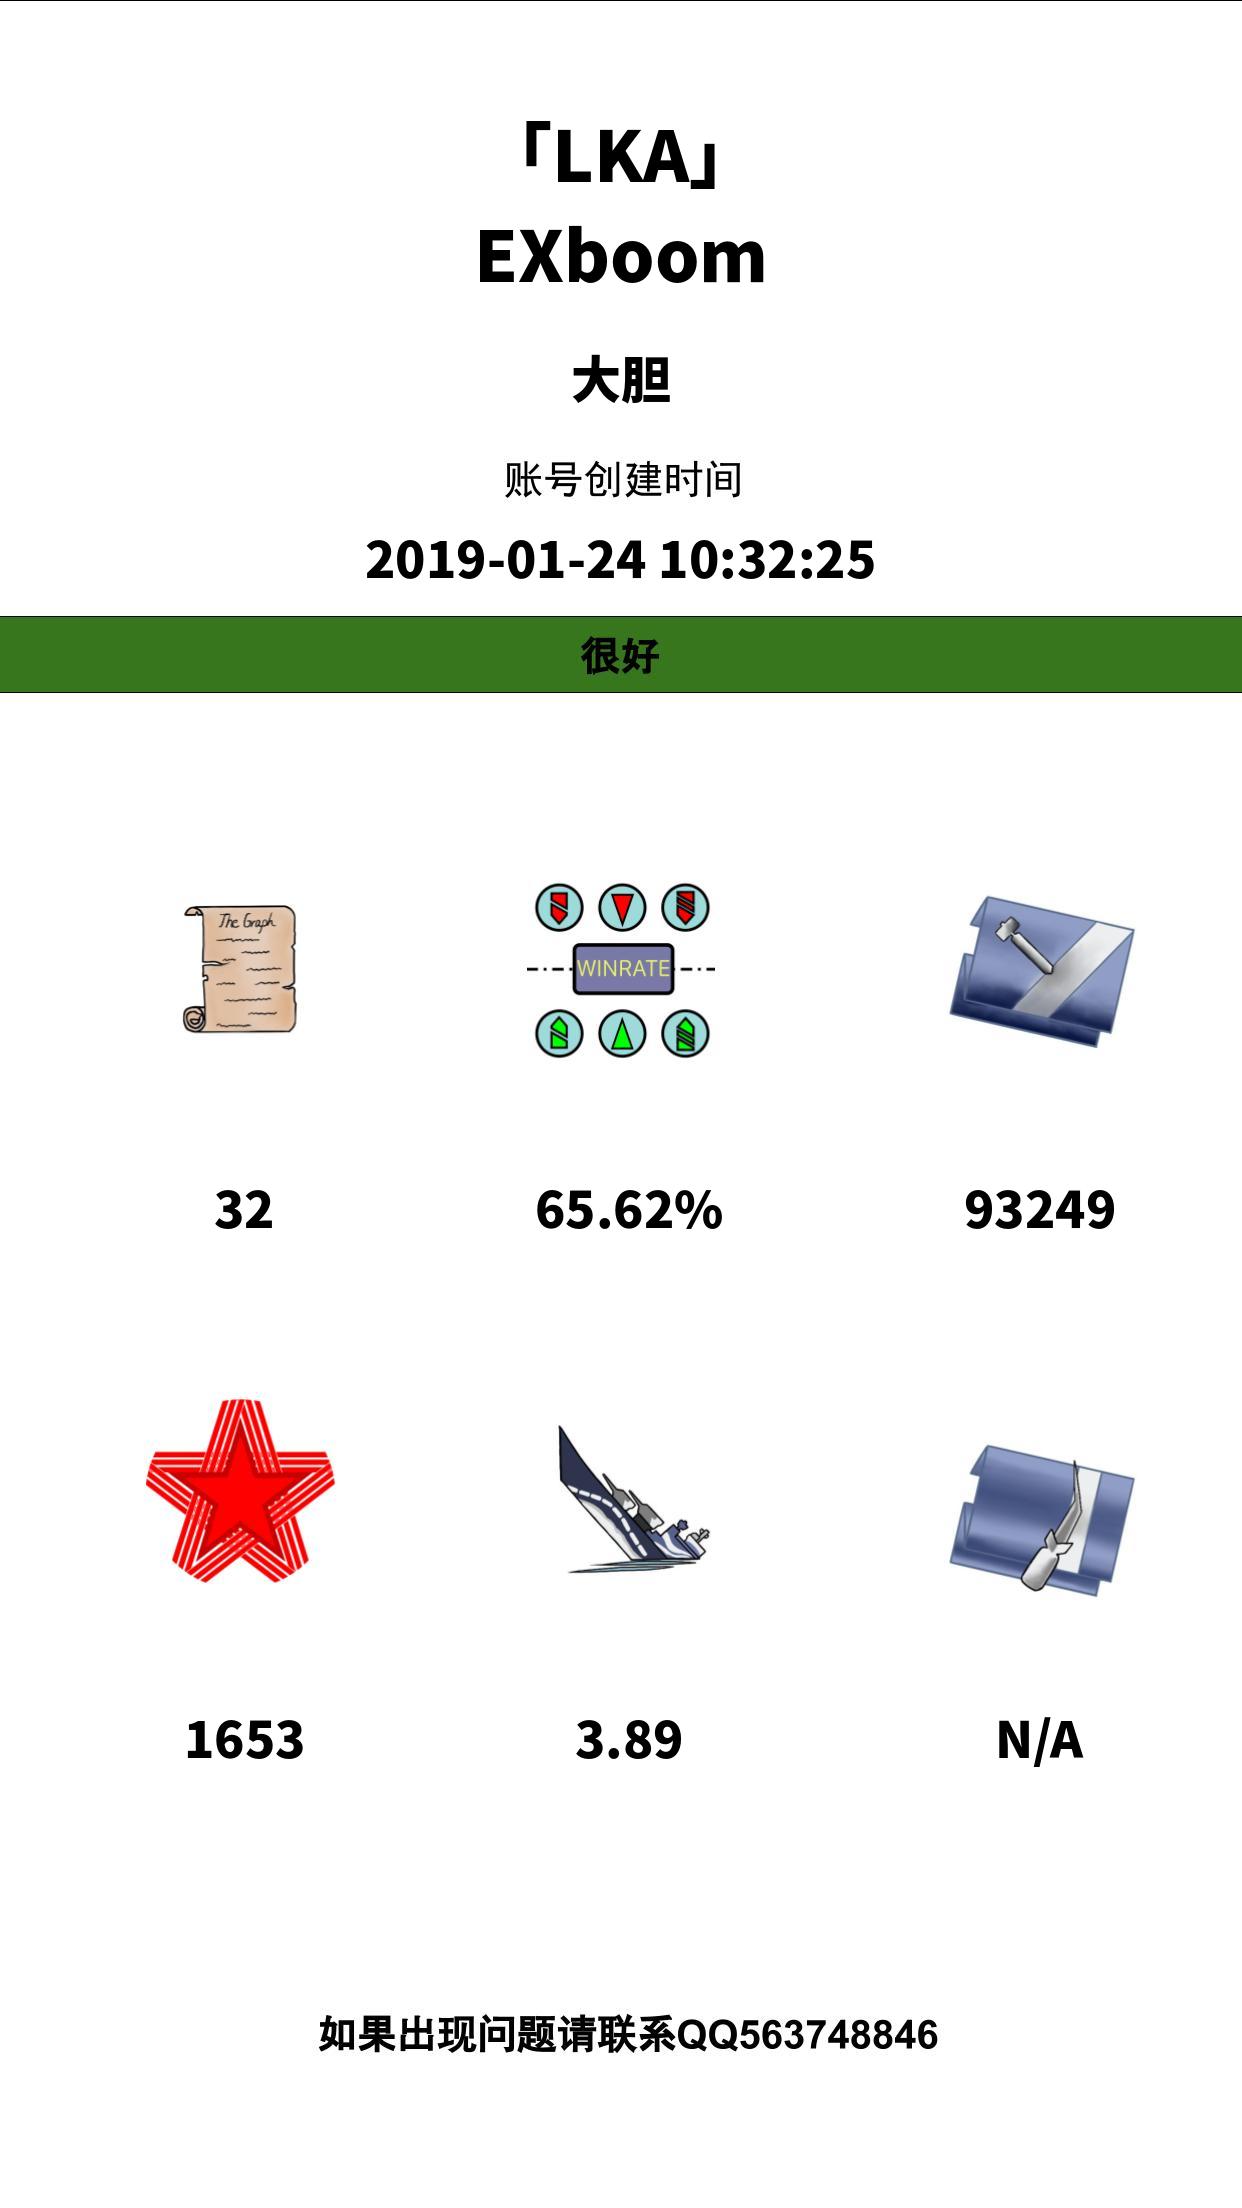 「LKA」
EXboom
大胆
账号创建时间
2019-01-24 10:32:25
很好
The Graph
WINRATE
32
65.62%
93249
1653
3.89
N/A
如果出现问题请联系QQ563748846